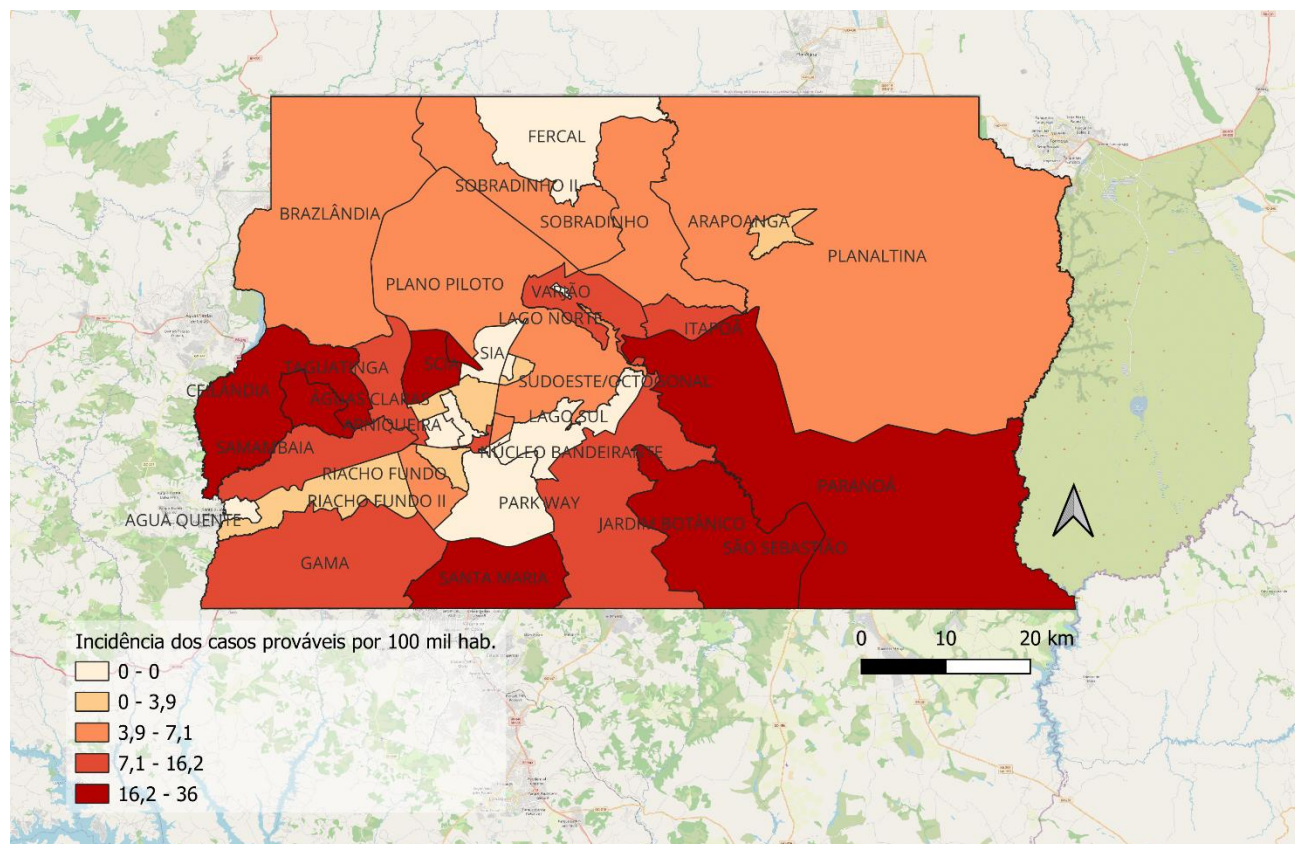 FERCAL
SOBRADINHO II
BRAZLÂNDIA
SOBRADINHO
ARAPOANGA
PLANALTINA
PLANO PILOTO
VARJÃO
LAGO NORTE
ITAPOÃ
SIA
TAGUATINGA
SUDOESTE/OCTOGONAL
CEILÂNDIA
ÁGUAS CLARAS
LAGO SUL
ARNIQUEIRA
SAMAMBAIA
NÚCLEO BANDEIRANTE
RIACHO FUNDO
PARANOÁ
RIACHO FUNDO II
PARK WAY
ÁGUA QUENTE
JARDIM BOTÂNICO
SÃO SEBASTIÃO
GAMA
SANTA MARIA
Incidência dos casos prováveis por 100 mil hab.
0 - 0
0 - 3,9
3,9 - 7,1
7,1 - 16,2
16,2 - 36
0 10 20 km